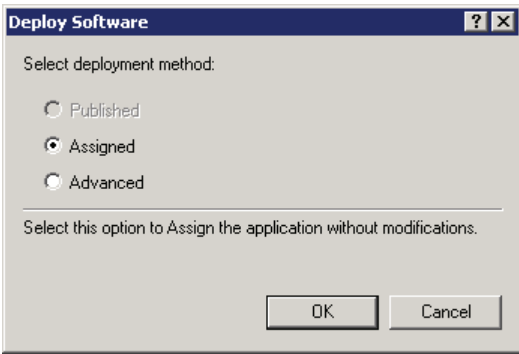 Deploy Software
Select deployment method:
Published
Assigned
Advanced
Select this option to Assign the application without modifications.
OK Cancel